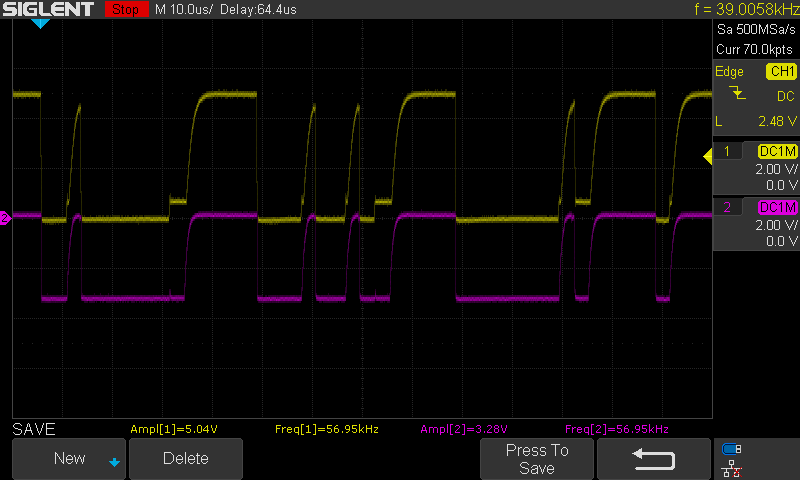 SIGLENT Stop M 10.0us/ Delay:64.4us f = 39.0058kHz
Sa 500MSa/s
Curr 70.0kpts
Edge CH1
DC
L 2.48 V
1 DC1M
2.00 V/
0.0 V
2 DC1M
2.00 V/
0.0 V
2
SAVE Ampl[1]=5.04V Freq[1]=56.95kHz Ampl[2]=3.28V Freq[2]=56.95kHz
New Delete Press To
Save